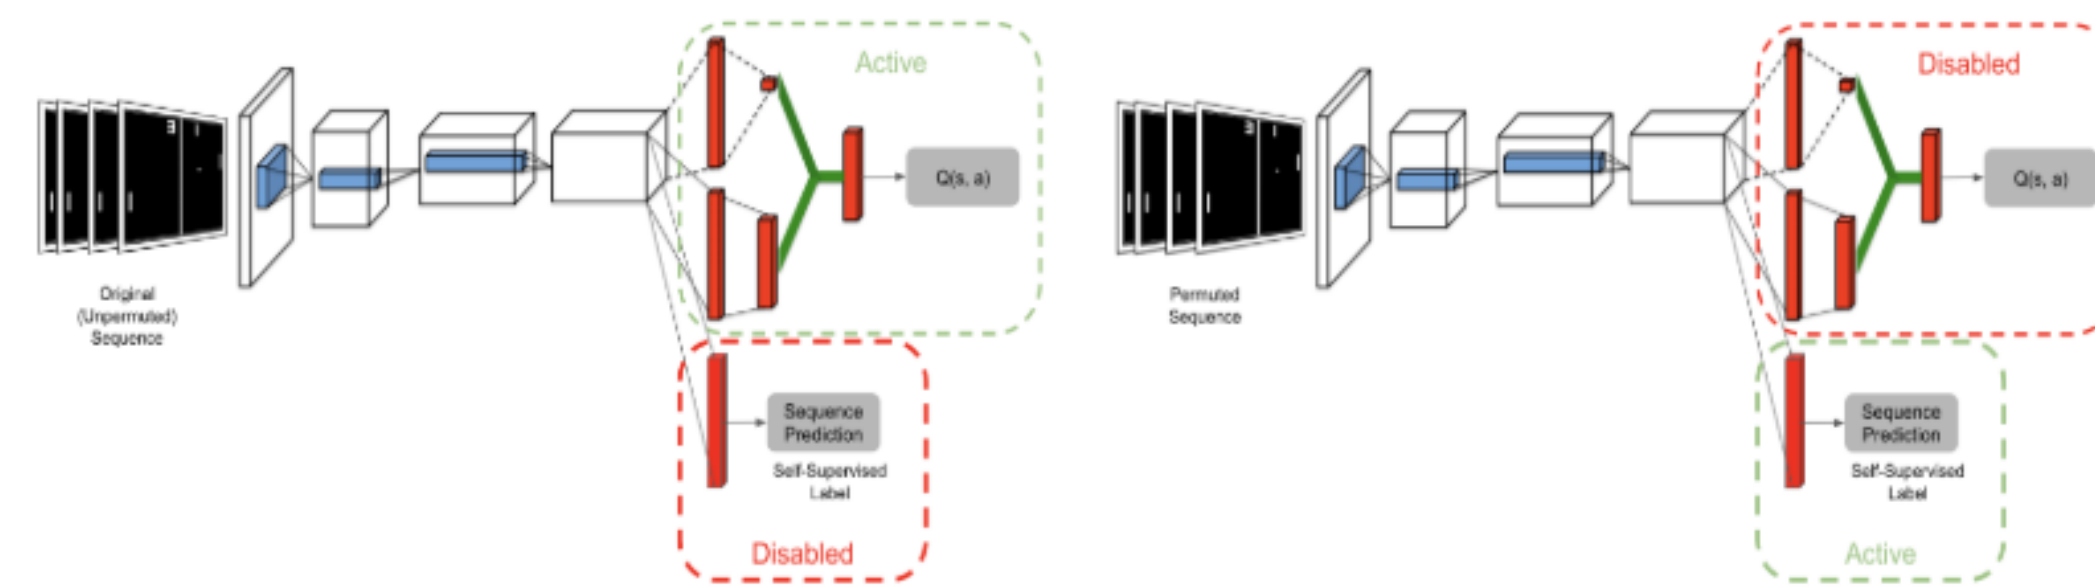 Active
Q(s, a)
Original
(Unpermuted)
Sequence
Sequence
Prediction
Self-Supervised
Label
Disabled
Disabled
Q(s, a)
Permuted
Sequence
Sequence
Prediction
Self-Supervised
Label
Active